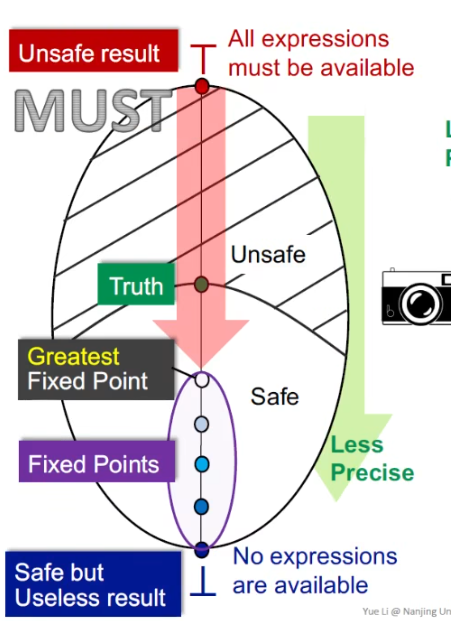 Unsafe result
⊤
All expressions
must be available
MUST
Unsafe
Truth
Greatest
Fixed Point
Safe
Fixed Points
Less
Precise
Safe but
Useless result
⊥
No expressions
are available
Yue Li @ Nanjing Un